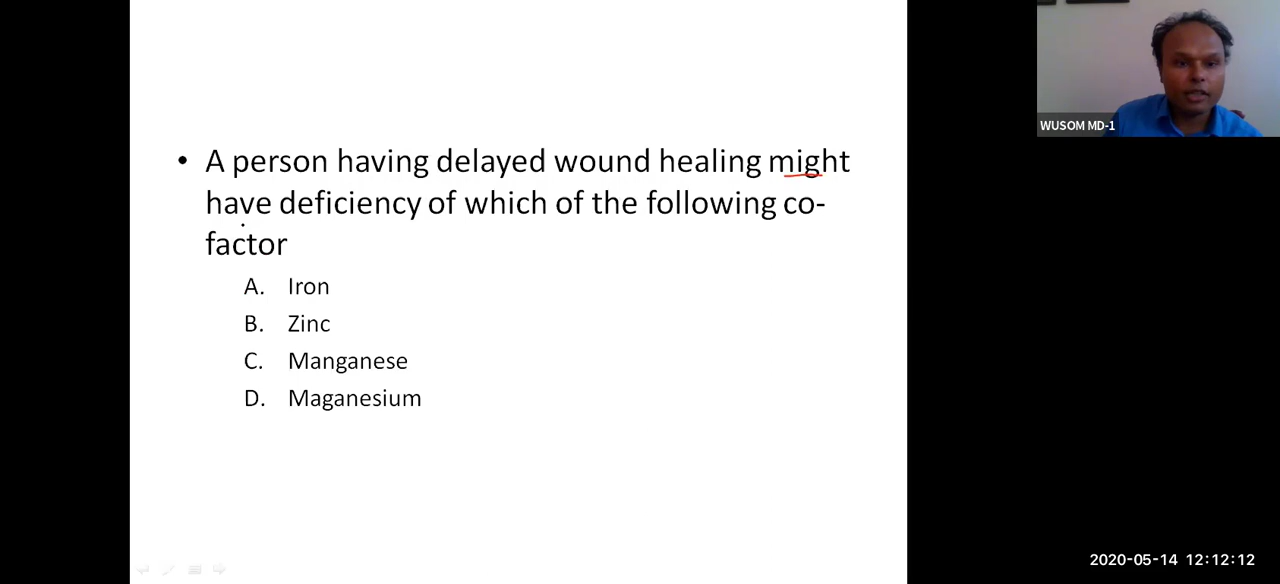 • A person having delayed wound healing might
have deficiency of which of the following co-
factor
A. Iron
B. Zinc
C. Manganese
D. Maganesium
WUSOM MD-1
2020-05-14 12:12:12